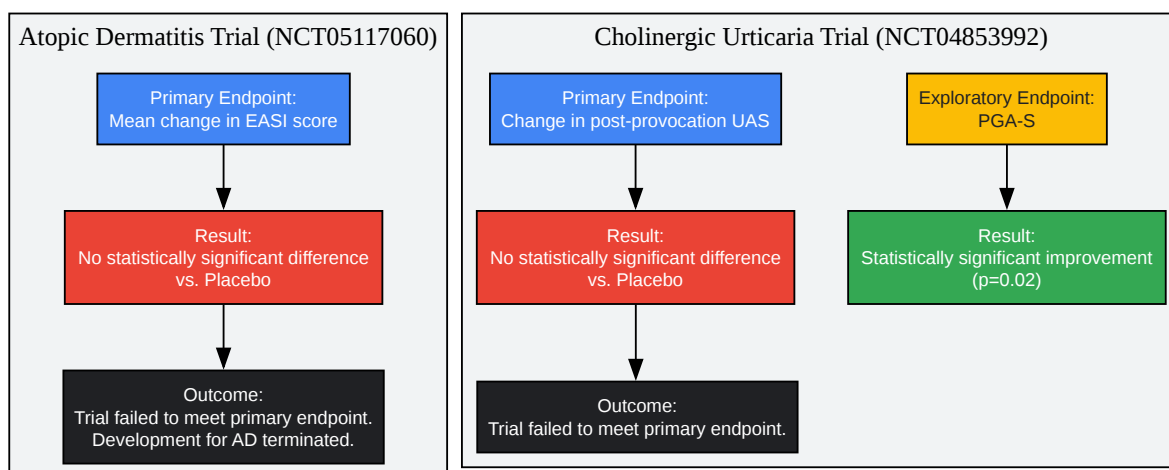 Atopic Dermatitis Trial (NCT05117060)
Primary Endpoint:
Mean change in EASI score
Result:
No statistically significant difference
vs. Placebo
Outcome:
Trial failed to meet primary endpoint.
Development for AD terminated.
Cholinergic Urticaria Trial (NCT04853992)
Primary Endpoint:
Change in post-provocation UAS
Result:
No statistically significant difference
vs. Placebo
Outcome:
Trial failed to meet primary endpoint.
Exploratory Endpoint:
PGA-S
Result:
Statistically significant improvement
(p=0.02)